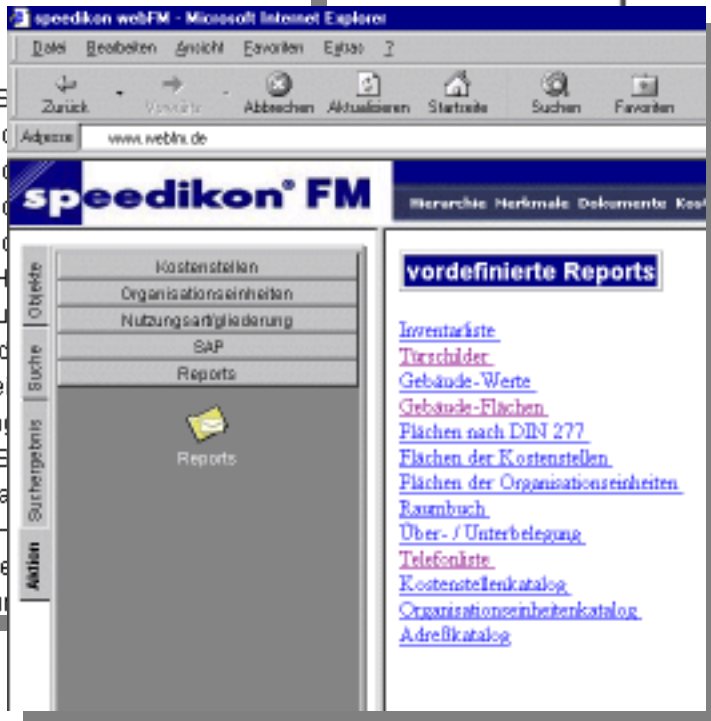 speedikon webFM - Microsoft Internet Explorer
Datei Bearbeiten Ansicht Favoriten Extras ?
Zurück Vorwärts Abbrechen Aktualisieren Startseite Suchen Favoriten
Adresse www.webfm.de
speedikon® FM
Hierarchie Merkmale Dokumente
Objekte
Suche
Suchergebnis
Aktion
Kostenstellen
Organisationseinheiten
Nutzungsart/gliederung
SAP
Reports
Reports
vordefinierte Reports
Inventarliste
Türschilder
Gebäude-Werte
Gebäude-Flächen
Flächen nach DIN 277
Flächen der Kostenstellen
Flächen der Organisationseinheiten
Raumbuch
Über- / Unterbelegung
Telefonliste
Kostenstellenkatalog
Organisationseinheitenkatalog
Adreßkatalog